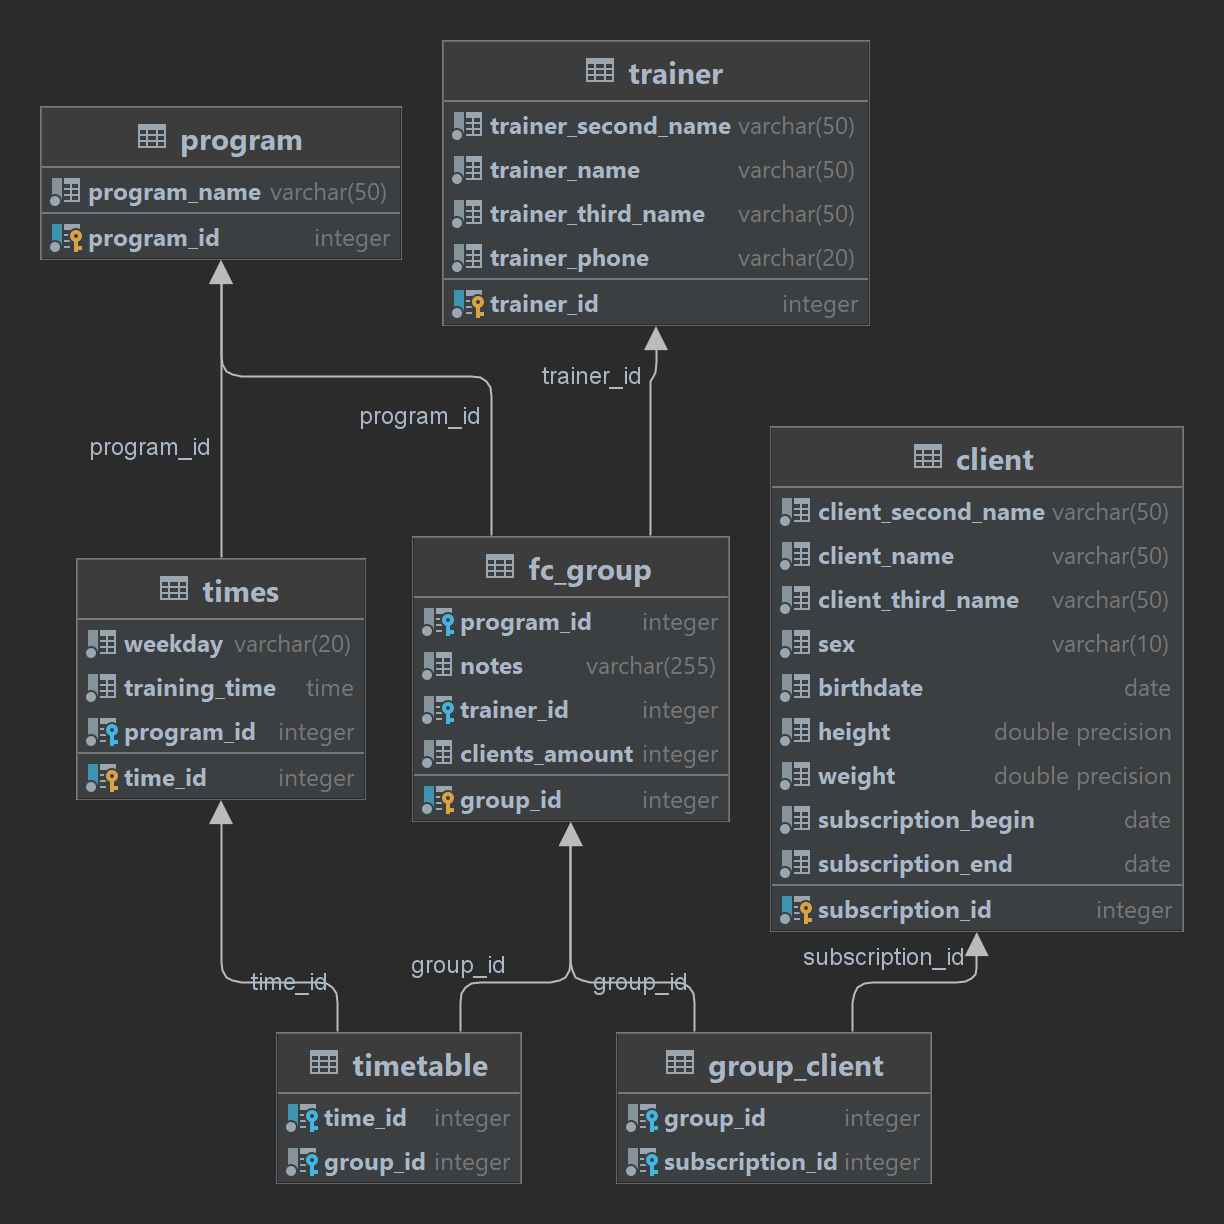 trainer
trainer_second_name varchar(50)
trainer_name varchar(50)
trainer_third_name varchar(50)
trainer_phone varchar(20)
trainer_id integer
program
program_name varchar(50)
program_id integer
trainer_id
program_id
program_id
client
client_second_name varchar(50)
client_name varchar(50)
client_third_name varchar(50)
sex varchar(10)
birthdate date
height double precision
weight double precision
subscription_begin date
subscription_end date
subscription_id integer
times
weekday varchar(20)
training_time time
program_id integer
time_id integer
fc_group
program_id integer
notes varchar(255)
trainer_id integer
clients_amount integer
group_id integer
subscription_id
group_id
time_id
group_id
timetable
time_id integer
group_id integer
group_client
group_id integer
subscription_id integer